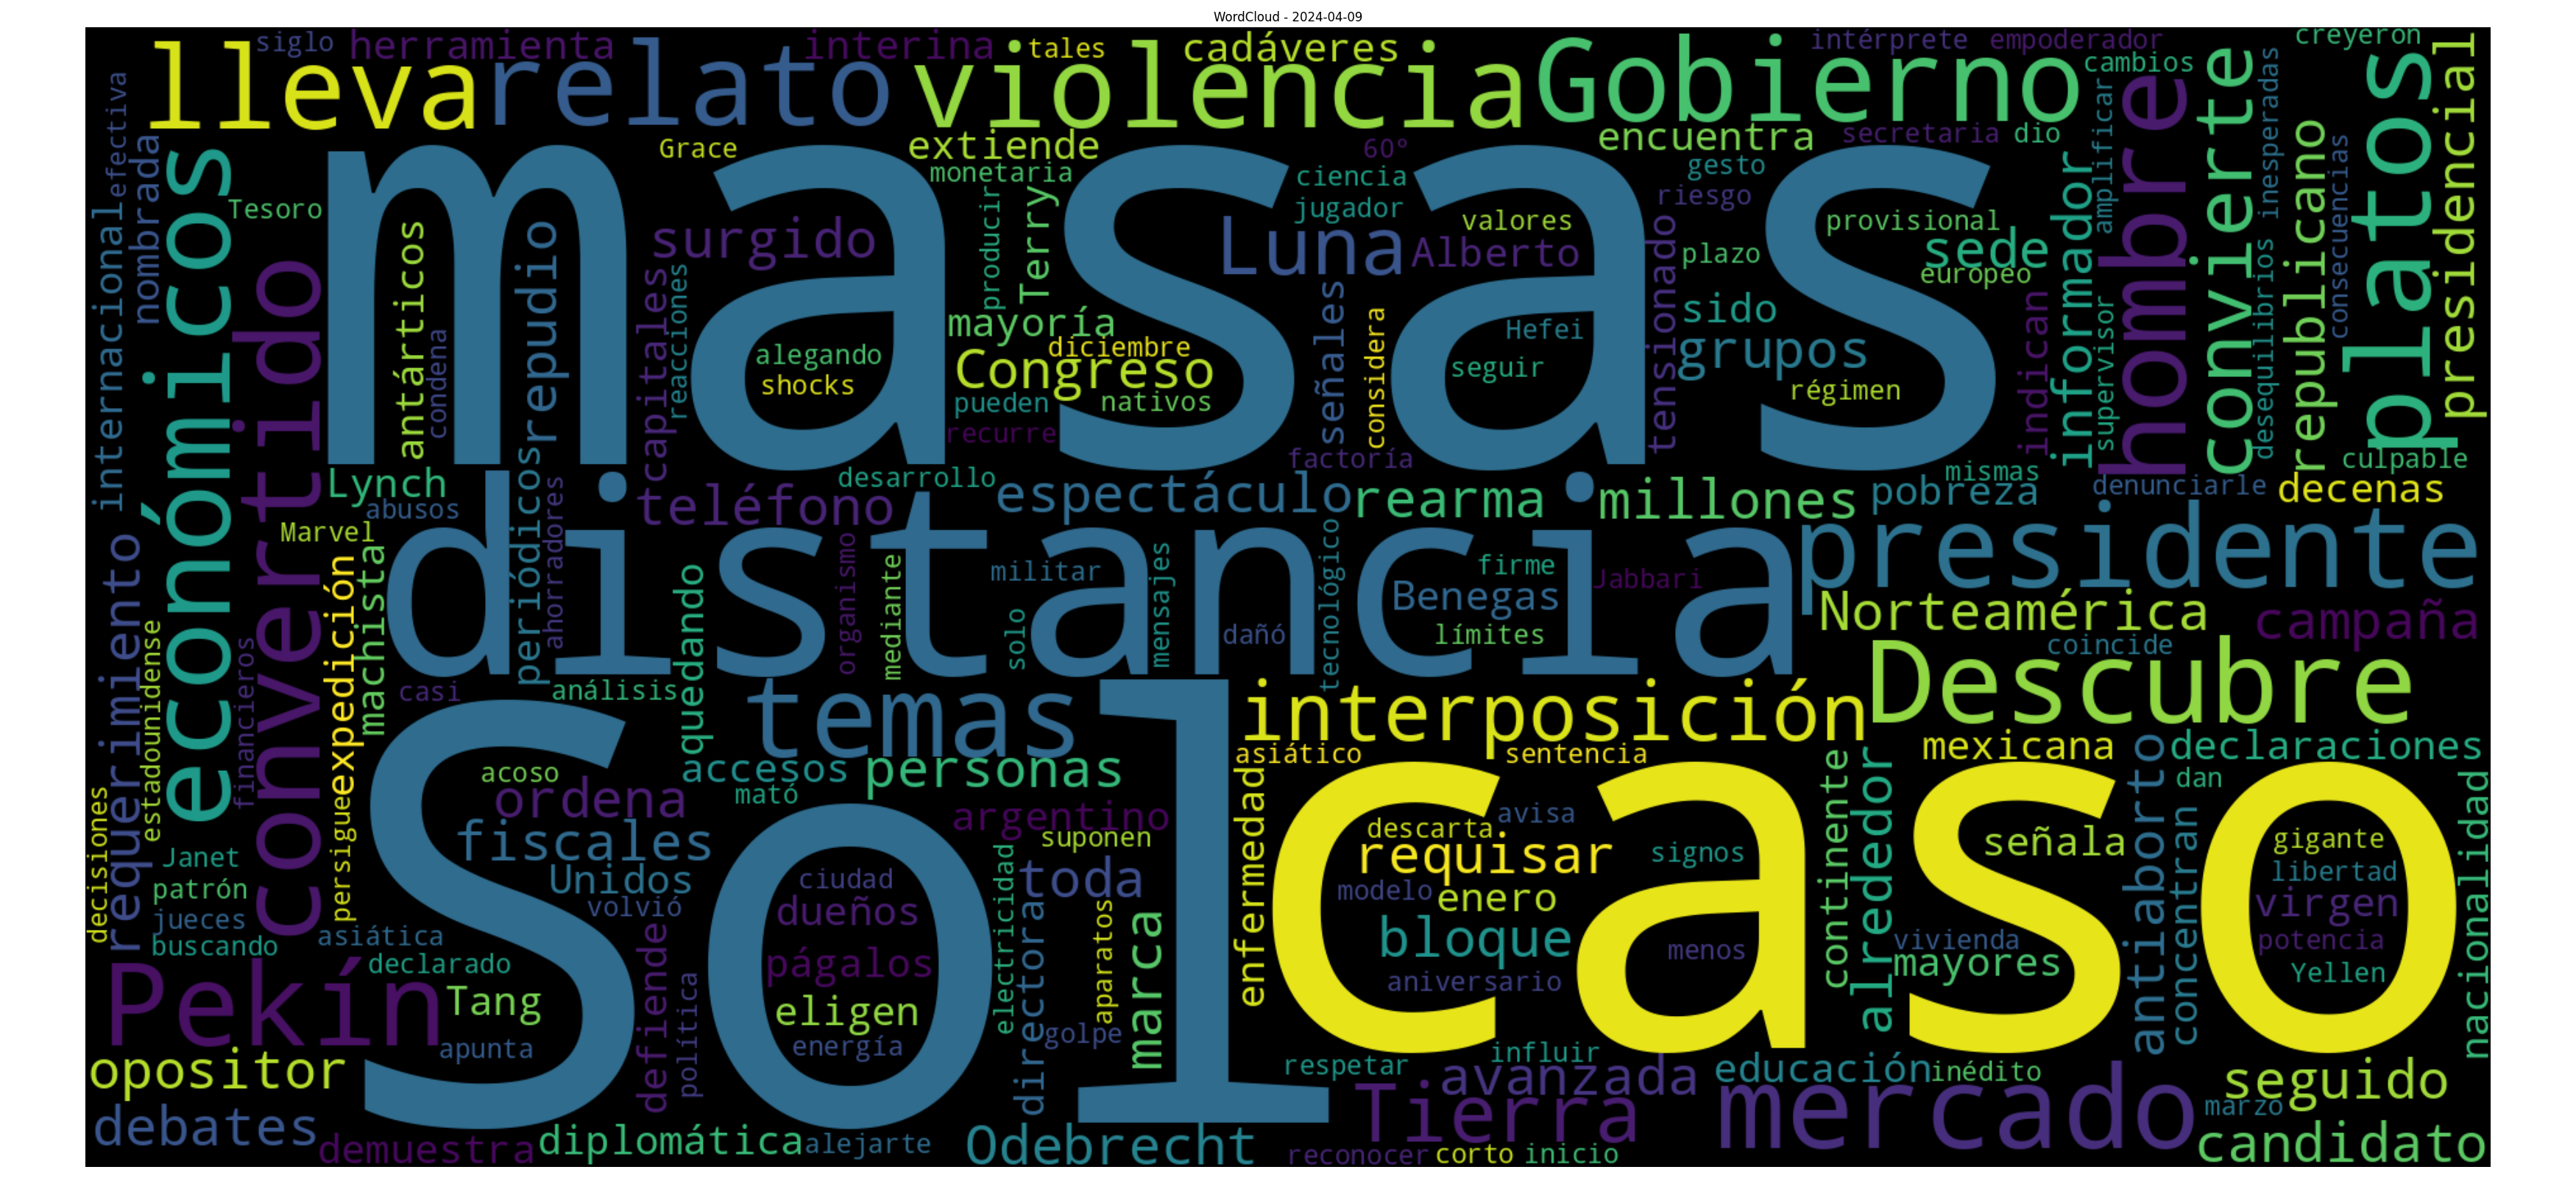 WordCloud - 2024-04-09
siglo
herramienta
interina
tales
cadáveres
intérprete
empoderador
creyeron
lleva
relato
violencia
Gobierno
cambios
convierte
platos
presidencial
efectiva
nombrada
Grace
extiende
60º
encuentra
secretaria
dio
amplificar
hombre
inesperadas
consecuencias
monetaria
ciencia
gesto
Tesoro
masas
jugador
riesgo
internacional
económicos
convertido
antárticos
condena
repudio
surgido
capitales
reacciones
producir
Terry
Luna
valores
Alberto
tensionado
plazo
provisional
sede
europeo
informador
supervisor
republicano
desequilibrios
señales
considera
sido
grupos
indican
mayoría
diciembre
Congreso
Hefei
seguir
régimen
alegando
shocks
pueden
nativos
recurre
factoría
Lynch
abusos
Marvel
periódicos
ahorradores
teléfono
desarrollo
espectáculo
rearma
millones
pobreza
mismas
denunciarle
culpable
decenas
distancia
presidente
requerimiento
estadounidense
financieros
expedición
machista
organismo
mediante
militar
solo
mensajes
dañó
tecnológico
firme
Benegas
límites
Jabbari
Norteamérica
campaña
coincide
Descubre
casi
análisis
quedando
temas
interposición
asiático
sentencia
mexicana
declaraciones
dan
acoso
accesos
personas
mató
ordena
fiscales
Unidos
volvió
argentino
suponen
Sol
caso
enfermedad
descarta
avisa
requisar
signos
modelo
enero
bloque
menos
aniversario
continente
alrededor
señala
antiaborto
concentran
gigante
libertad
virgen
potencia
Yellen
nacionalidad
decisiones
Janet
patrón
jueces
buscando
persigue
asiática
declarado
ciudad
dueños
págalos
eligen
energía
electricidad
toda
directorado
aparatos
marca
golpe
vivienda
mayores
Pekín
Tang
apunta
defiende
política
opositor
debates
demuestra
diplomática
alejarte
Odebrecht
respetar
influir
avanzada
Tierra
reconocer
corto
inicio
educación
inédito
mercado
seguido
marzo
candidato